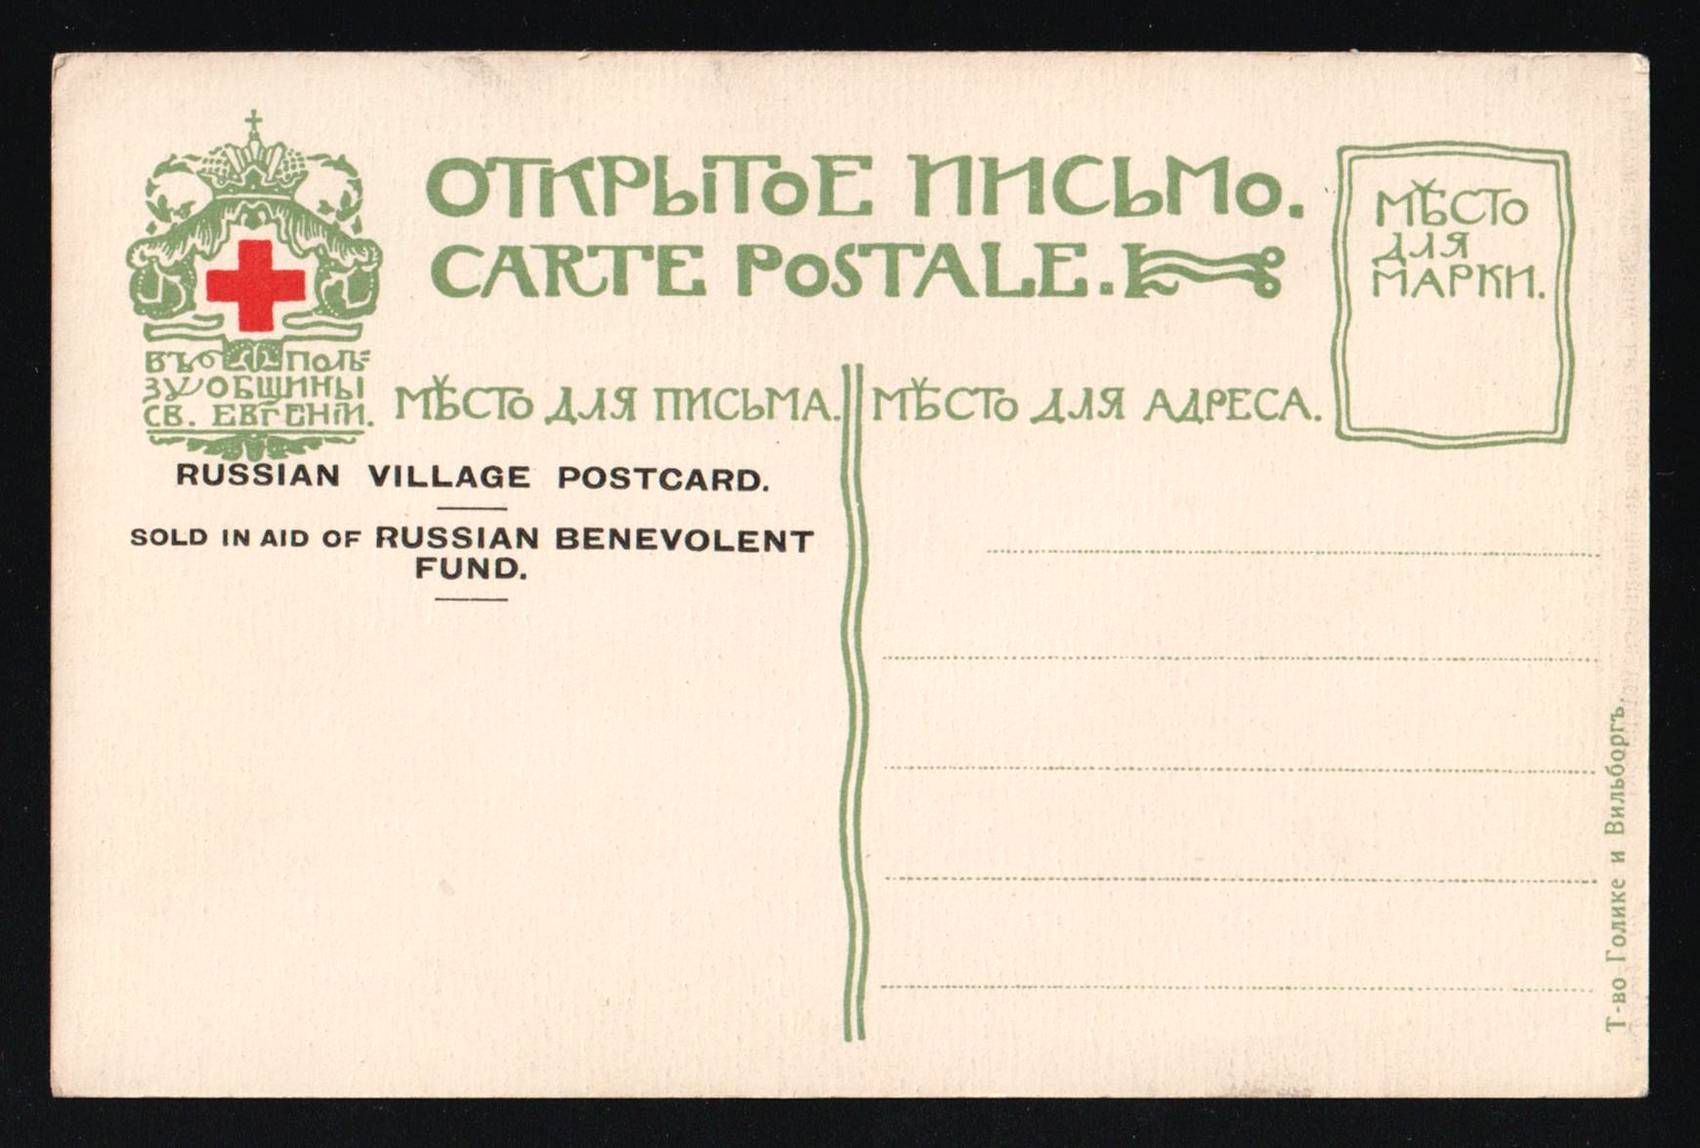 ОТКРЫТОЕ ПИСЬМО.
CARTE POSTALE.
МѢСТО
ДЛЯ
МАРКИ.
ВЪ ПОЛЬ=
ЗУ ОБЩИНЫ
СВ. ЕВГЕНІИ.
МѢСТО ДЛЯ ПИСЬМА.
МѢСТО ДЛЯ АДРЕСА.
RUSSIAN VILLAGE POSTCARD.
SOLD IN AID OF RUSSIAN BENEVOLENT
FUND.
Т-во Голике и Вильборгъ.